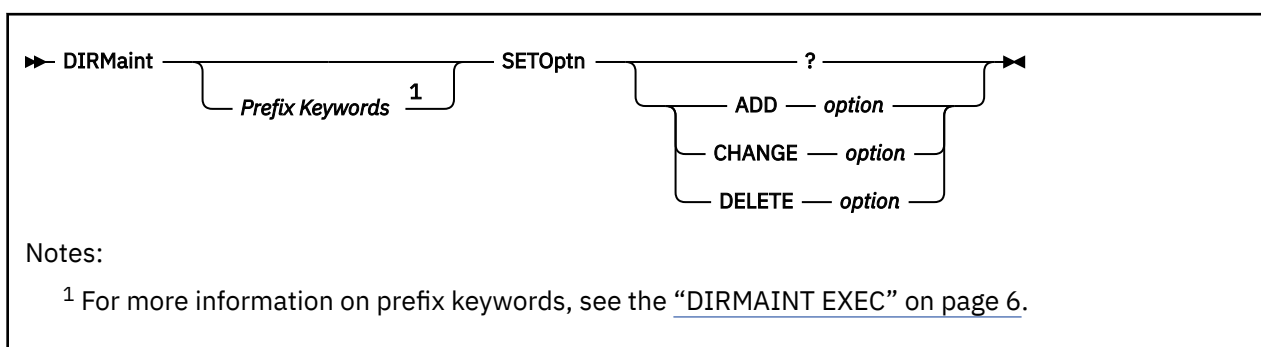 DIRMaint SETOptn ?
Prefix Keywords 1 ADD option
CHANGE option
DELETE option
Notes:
1 For more information on prefix keywords, see the “DIRMAINT EXEC” on page 6.